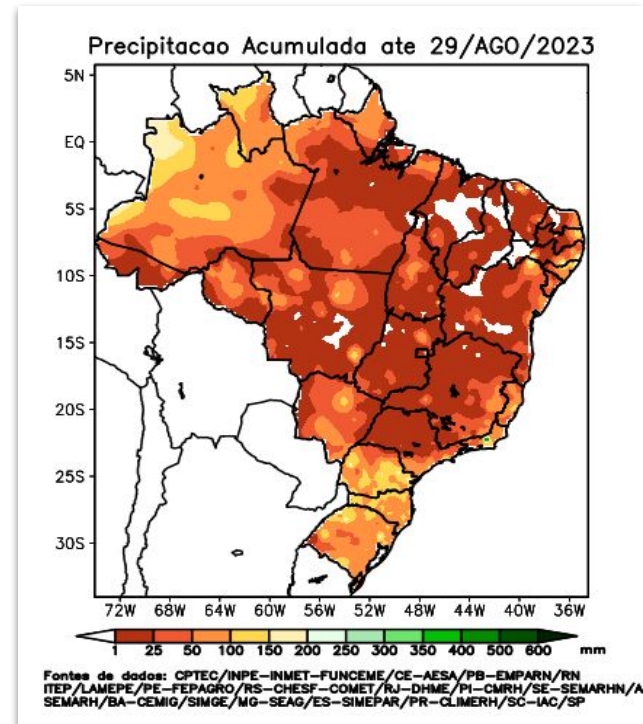 Precipitacao Acumulada ate 29/AGO/2023
5N
EQ
5S
10S
15S
20S
25S
30S
72W 68W 64W 60W 56W 52W 48W 44W 40W 36W
1 25 50 100 150 200 250 300 350 400 500 600 mm
Fontes de dados: CPTEC/INPE-INMET-FUNCEME/CE-AESA/PB-EMPARN/RN
ITEP/LAMEPE/PE-FEPAGRO/RS-CHESF-COMET/RJ-DHME/PI-CMRH/SE-SEMARHN/A
SEMARH/BA-CEMIG/SIMGE/MG-SEAG/ES-SIMEPAR/PR-CLIMERH/SC-IAC/SP